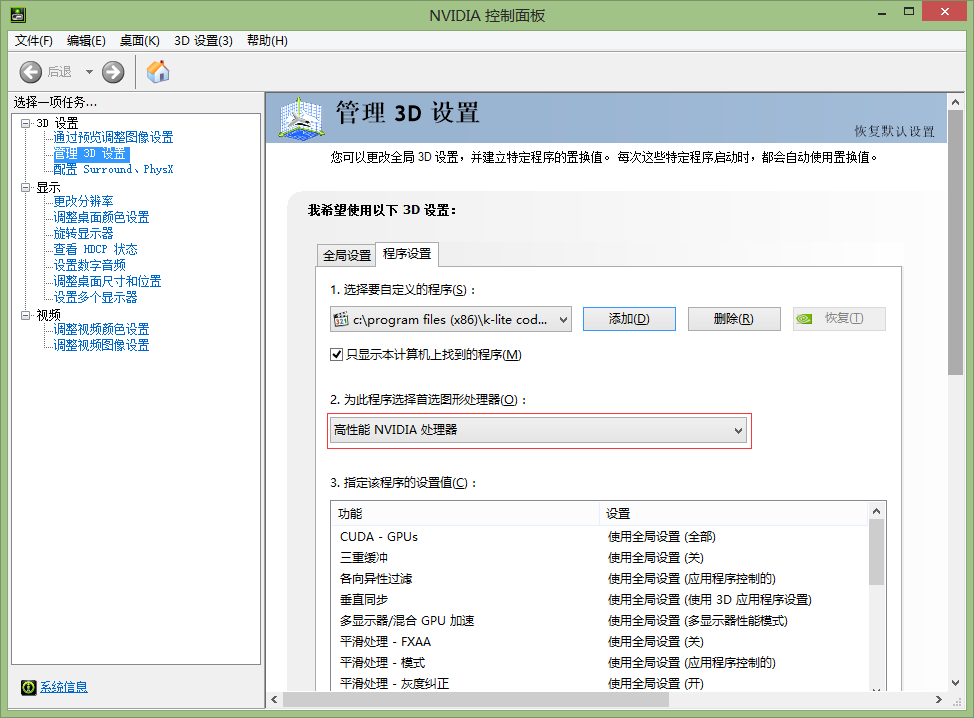 NVIDIA 控制面板
文件(F) 编辑(E) 桌面(K) 3D 设置(3) 帮助(H)
后退
选择一项任务...
3D 设置
通过预览调整图像设置
管理 3D 设置
配置 Surround、PhysX
显示
更改分辨率
调整桌面颜色设置
旋转显示器
查看 HDCP 状态
设置数字音频
调整桌面尺寸和位置
设置多个显示器
视频
调整视频颜色设置
调整视频图像设置
系统信息
管理 3D 设置
恢复默认设置
您可以更改全局 3D 设置，并建立特定程序的置换值。 每次这些特定程序启动时，都会自动使用置换值。
我希望使用以下 3D 设置:
全局设置 程序设置
1. 选择要自定义的程序(S)：
c:\program files (x86)\k-lite cod... 添加(D) 删除(R) 恢复(T)
只显示本计算机上找到的程序(M)
2. 为此程序选择首选图形处理器(O)：
高性能 NVIDIA 处理器
3. 指定该程序的设置值(C)：
功能 设置
CUDA - GPUs 使用全局设置 (全部)
三重缓冲 使用全局设置 (关)
各向异性过滤 使用全局设置 (应用程序控制的)
垂直同步 使用全局设置 (使用 3D 应用程序设置)
多显示器/混合 GPU 加速 使用全局设置 (多显示器性能模式)
平滑处理 - FXAA 使用全局设置 (关)
平滑处理 - 模式 使用全局设置 (应用程序控制的)
平滑处理 - 灰度纠正 使用全局设置 (开)